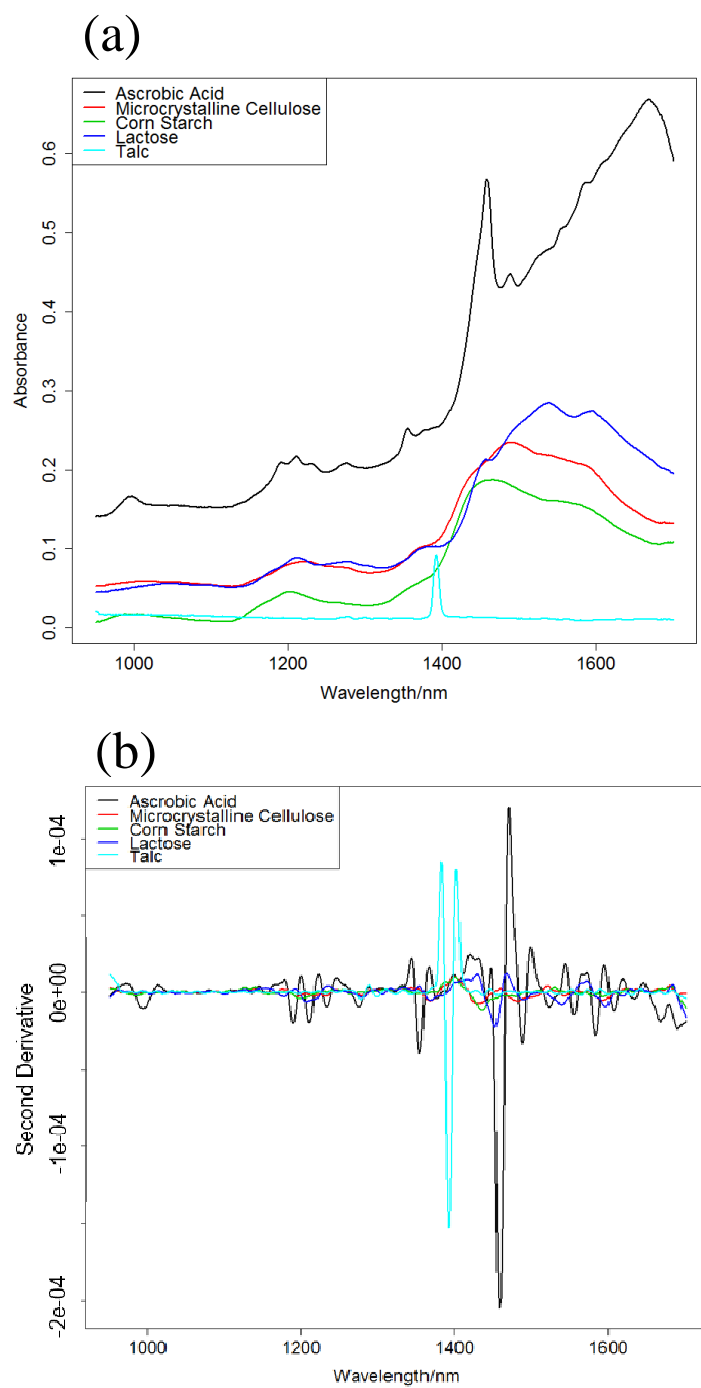 (a)
Ascrobic Acid
Microcrystalline Cellulose
Corn Starch
Lactose
Talc
0.6
0.5
0.4
0.3
0.2
0.1
0.0
Absorbance
1000 1200 1400 1600
Wavelength/nm
(b)
Ascrobic Acid
Microcrystalline Cellulose
Corn Starch
Lactose
Talc
1e-04
0e+00
-1e-04
-2e-04
Second Derivative
1000 1200 1400 1600
Wavelength/nm